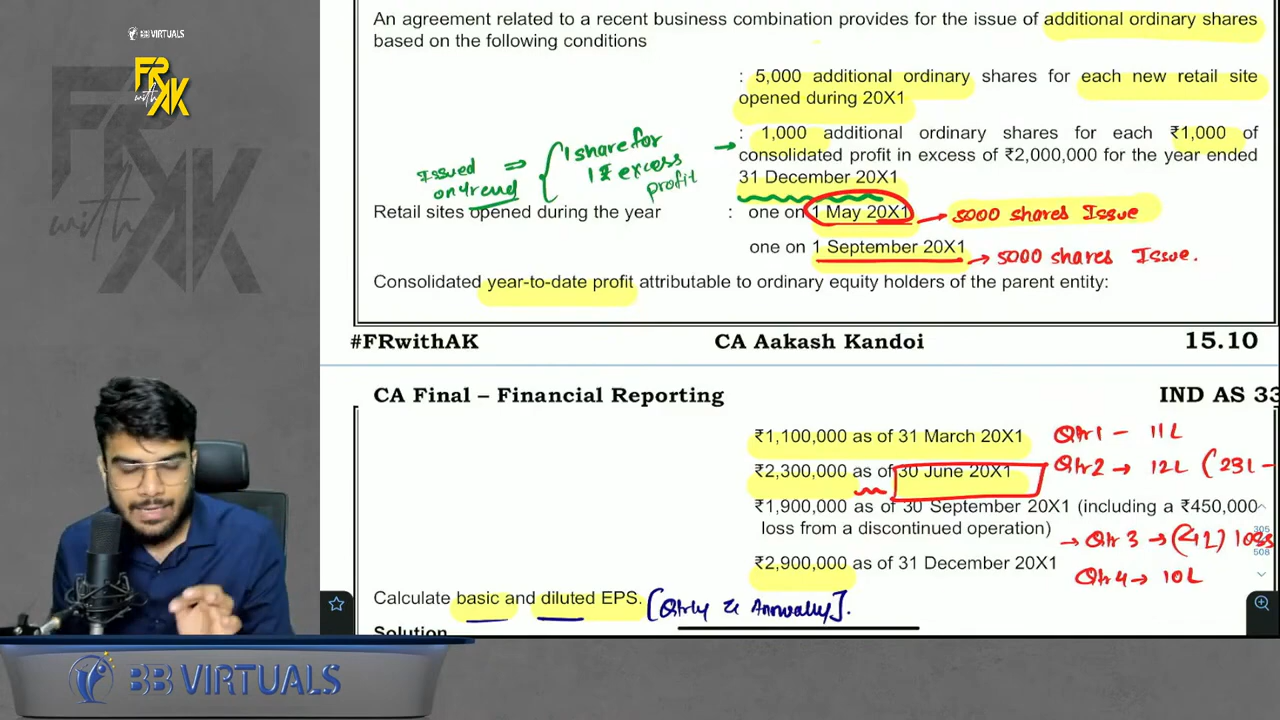 An agreement related to a recent business combination provides for the issue of additional ordinary shares
based on the following conditions
BB VIRTUALS
FR
with
AK
FR
with
AK
: 5,000 additional ordinary shares for each new retail site
opened during 20X1
: 1,000 additional ordinary shares for each ₹1,000 of
consolidated profit in excess of ₹2,000,000 for the year ended
31 December 20X1
Issued on yrend ⇒ { 1 share for 1 ₹ excess profit →
Retail sites opened during the year : one on 1 May 20X1 → 5000 shares Issue
one on 1 September 20X1 → 5000 shares Issue.
Consolidated year-to-date profit attributable to ordinary equity holders of the parent entity:
#FRwithAK CA Aakash Kandoi 15.10
CA Final – Financial Reporting IND AS 33
₹1,100,000 as of 31 March 20X1 Qtr1 – 11L
₹2,300,000 as of 30 June 20X1 Qtr2 → 12L (23L –
₹1,900,000 as of 30 September 20X1 (including a ₹450,000
loss from a discontinued operation) → Qtr 3 → (4L) loss
₹2,900,000 as of 31 December 20X1 Qtr4 → 10L
305
508
Calculate basic and diluted EPS. [Qtrly & Annually].
Solution
BB VIRTUALS